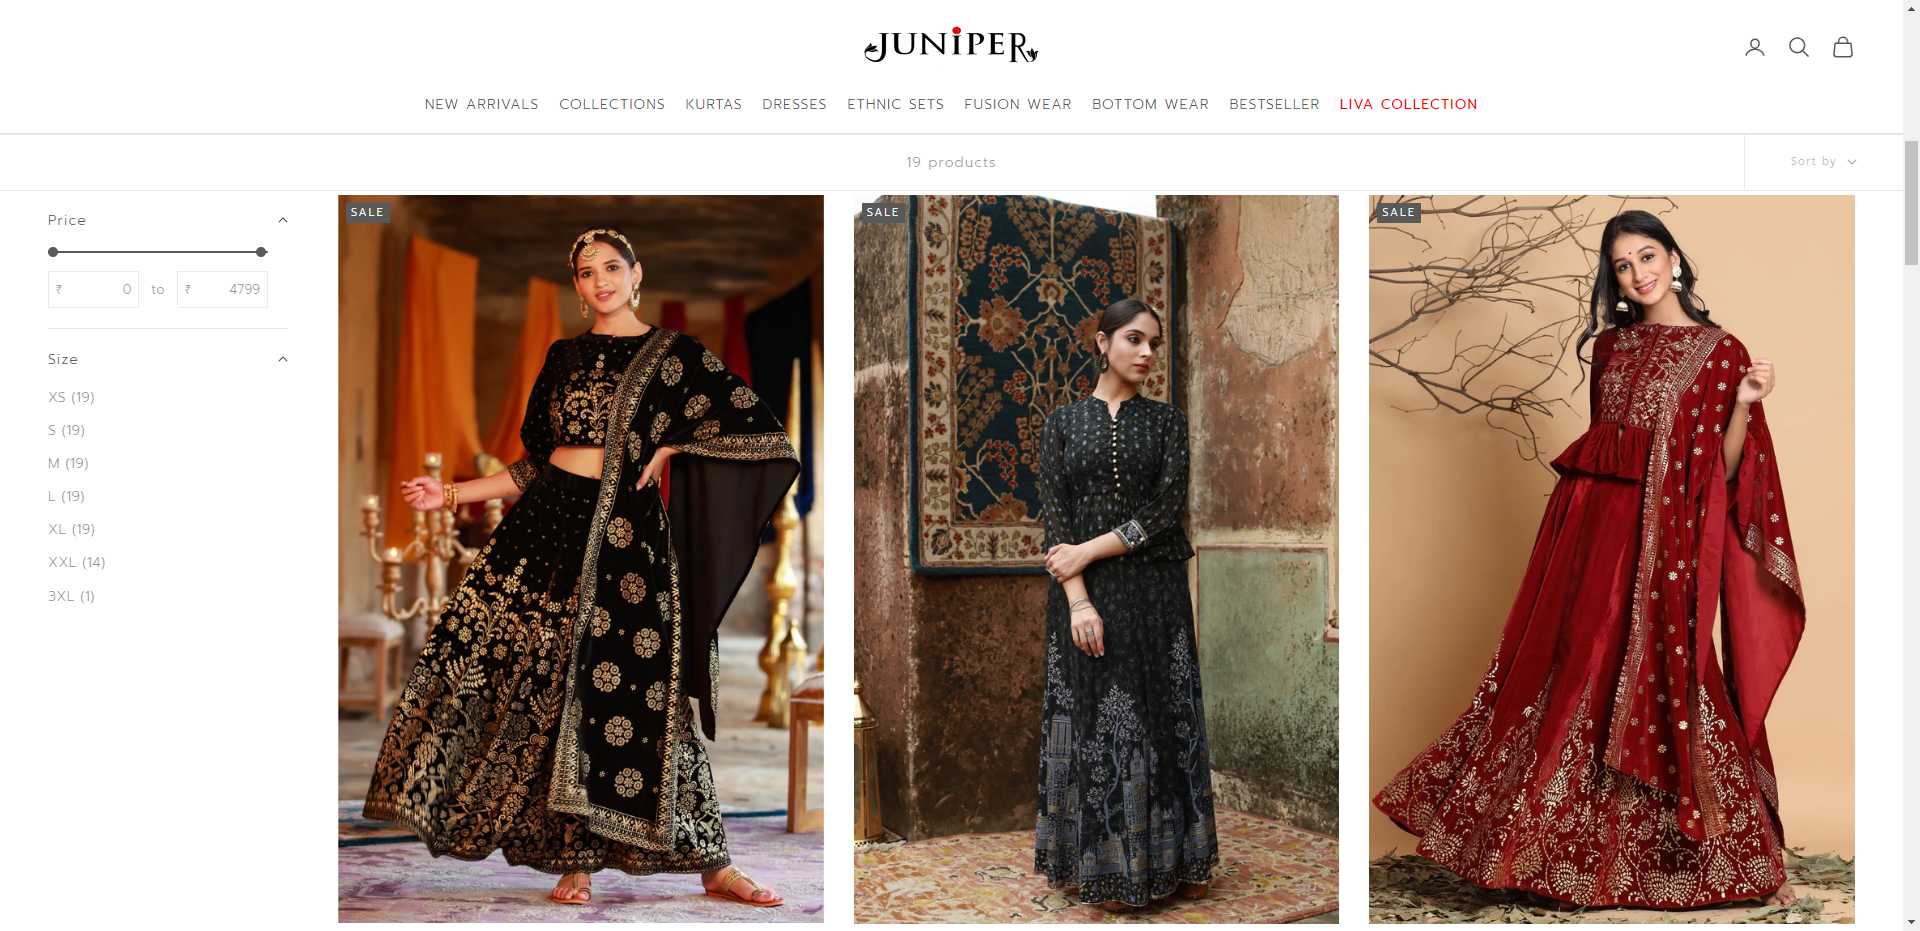 JUNiPER
NEW ARRIVALS COLLECTIONS KURTAS DRESSES ETHNIC SETS FUSION WEAR BOTTOM WEAR BESTSELLER LIVA COLLECTION
19 products
Sort by
Price
₹ 0 to ₹ 4799
Size
XS (19)
S (19)
M (19)
L (19)
XL (19)
XXL (14)
3XL (1)
SALE
SALE
SALE